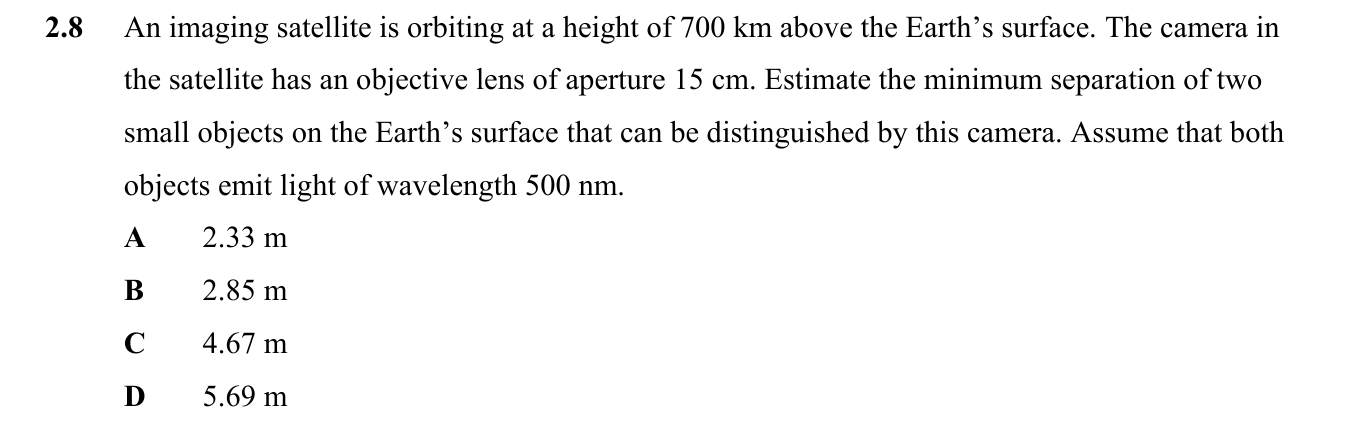 2.8 An imaging satellite is orbiting at a height of 700 km above the Earth’s surface. The camera in
the satellite has an objective lens of aperture 15 cm. Estimate the minimum separation of two
small objects on the Earth’s surface that can be distinguished by this camera. Assume that both
objects emit light of wavelength 500 nm.
A 2.33 m
B 2.85 m
C 4.67 m
D 5.69 m